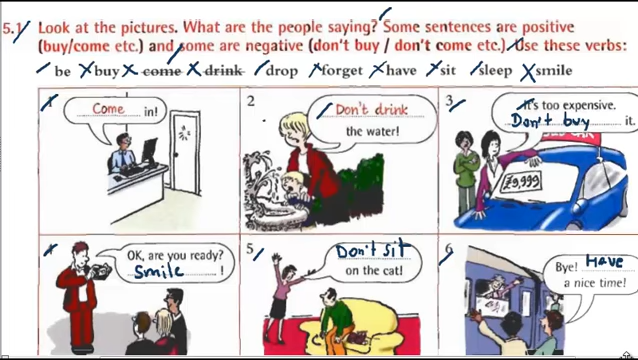 5.1 Look at the pictures. What are the people saying? Some sentences are positive
(buy/come etc.) and some are negative (don't buy / don't come etc.). Use these verbs:
be buy come drink drop forget have sit sleep smile
Come in!
2
Don't drink
the water!
3
It's too expensive.
Don't buy it.
£9,999
OK, are you ready?
Smile !
5
Don't sit
on the cat!
6
Bye! Have
a nice time!